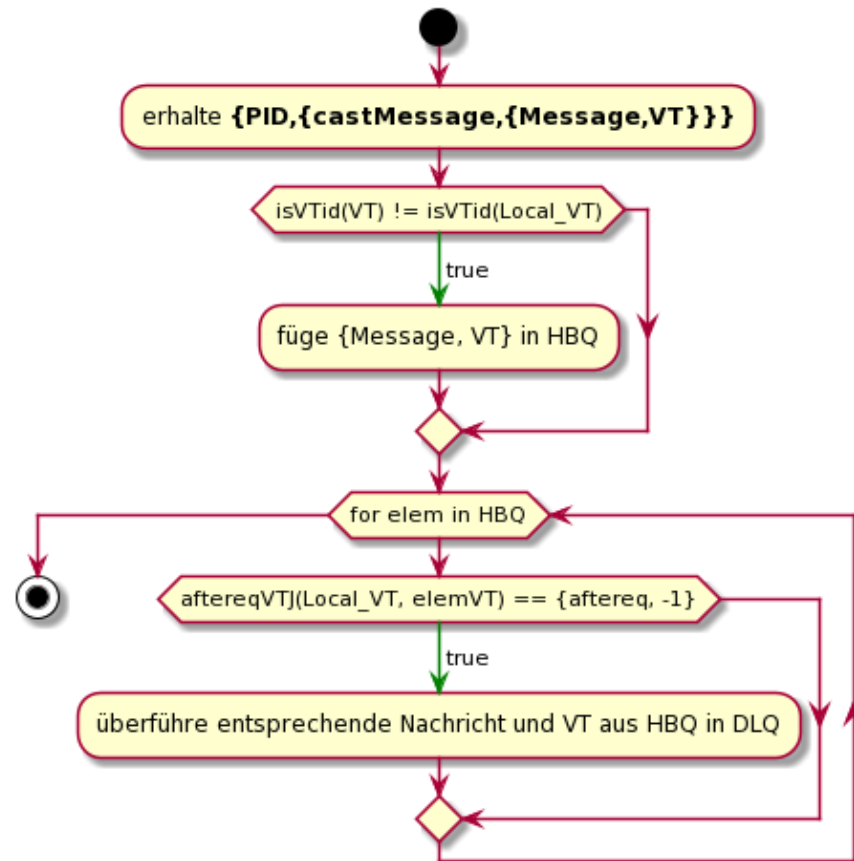 erhalte {PID,{castMessage,{Message,VT}}}
isVTid(VT) != isVTid(Local_VT)
true
füge {Message, VT} in HBQ
for elem in HBQ
aftereqVTJ(Local_VT, elemVT) == {aftereq, -1}
true
überführe entsprechende Nachricht und VT aus HBQ in DLQ